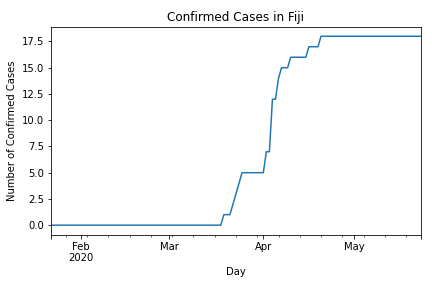 Confirmed Cases in Fiji
Number of Confirmed Cases
17.5
15.0
12.5
10.0
7.5
5.0
2.5
0.0
Feb Mar Apr May
2020
Day